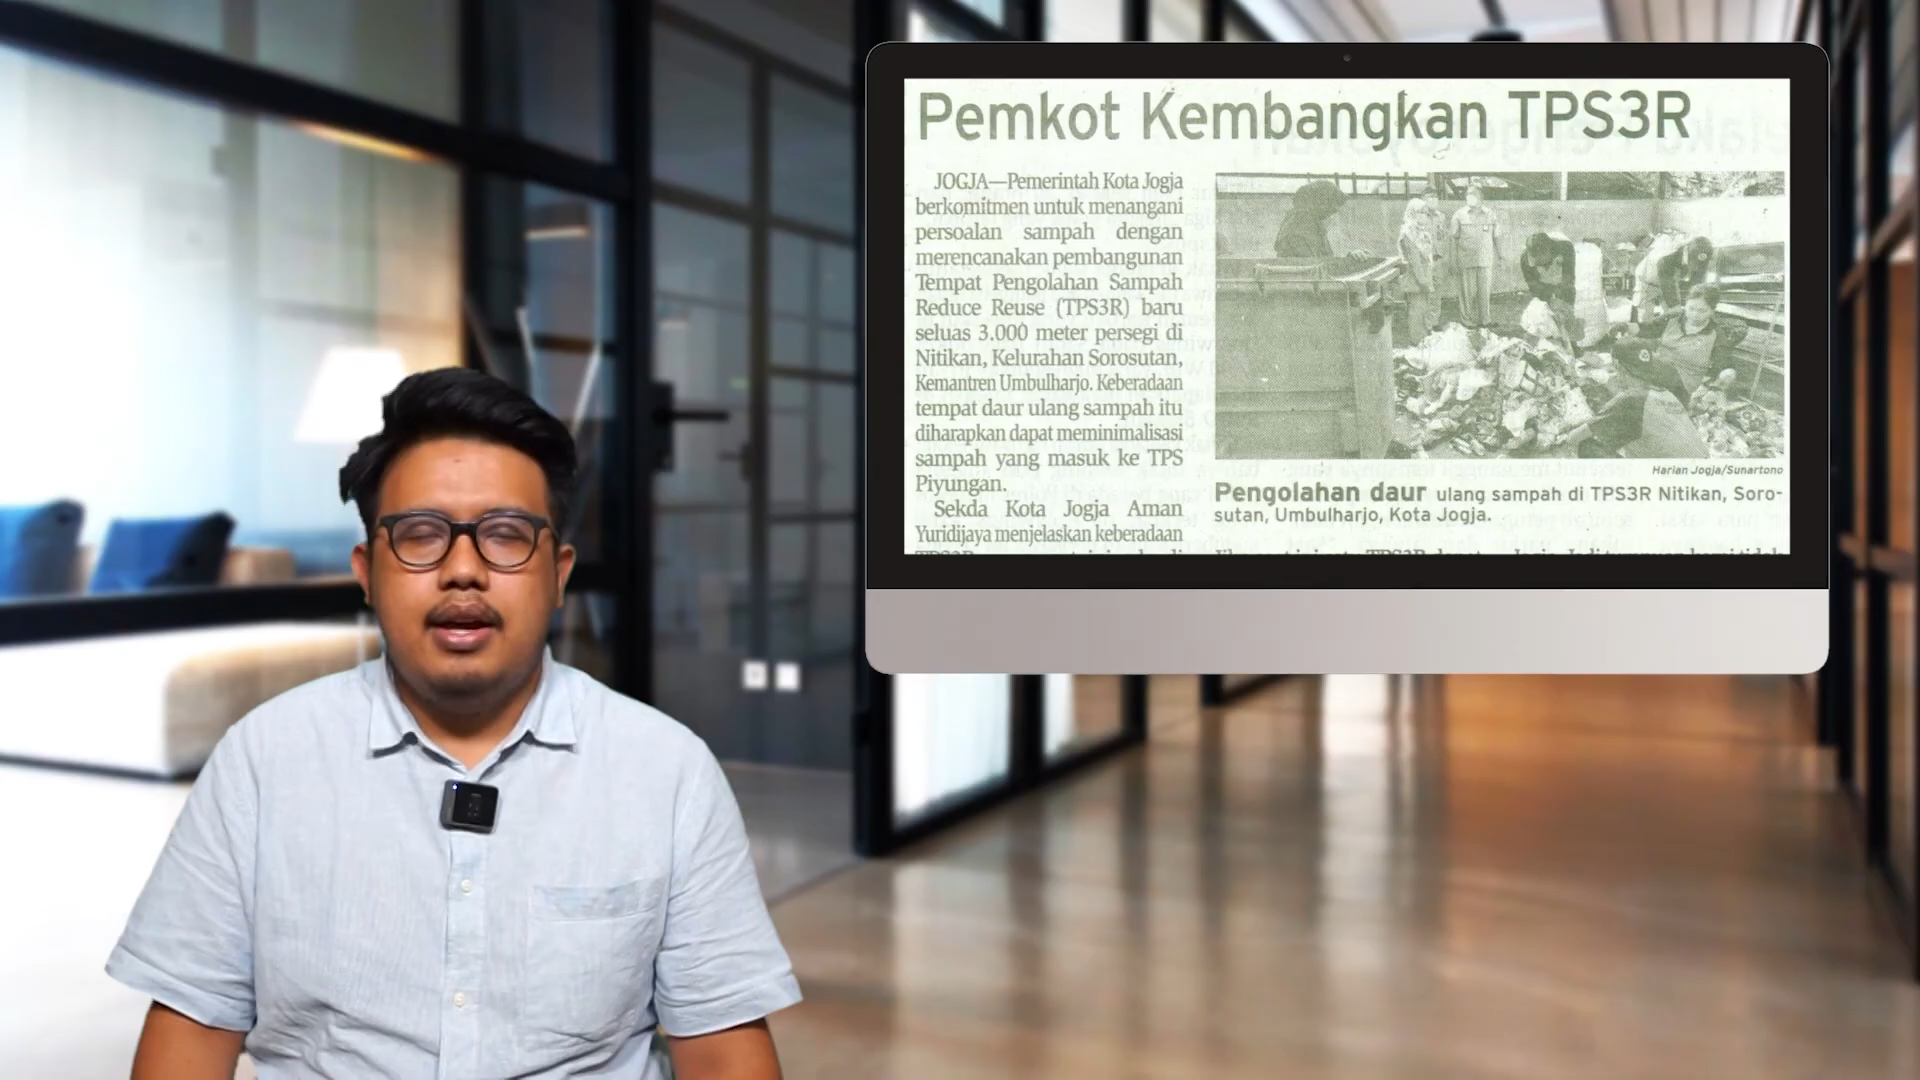 Pemkot Kembangkan TPS3R
JOGJA—Pemerintah Kota Jogja
berkomitmen untuk menangani
persoalan sampah dengan
merencanakan pembangunan
Tempat Pengolahan Sampah
Reduce Reuse (TPS3R) baru
seluas 3.000 meter persegi di
Nitikan, Kelurahan Sorosutan,
Kemantren Umbulharjo. Keberadaan
tempat daur ulang sampah itu
diharapkan dapat meminimalisasi
sampah yang masuk ke TPS
Piyungan.
Sekda Kota Jogja Aman
Yuridijaya menjelaskan keberadaan
Harian Jogja/Sunartono
Pengolahan daur ulang sampah di TPS3R Nitikan, Soro-
sutan, Umbulharjo, Kota Jogja.